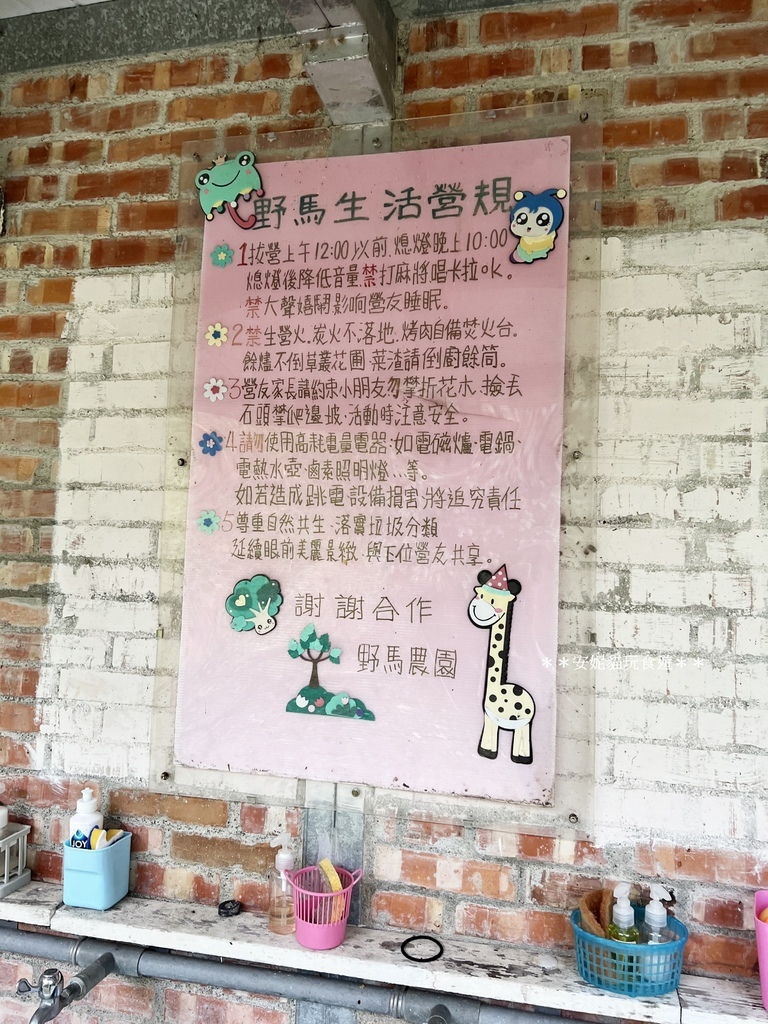 野馬生活營規
1拔營上午12:00以前、熄燈晚上10:00
熄燈後降低音量,禁打麻將唱卡拉ok。
禁大聲嬉鬧影响營友睡眠。
2禁生營火,炭火不落地,烤肉自備焚火台。
餘燼不倒草叢花圃,菜渣請倒廚餘筒。
3營友家長請約束小朋友勿攀折花木、撿丟
石頭攀爬邊坡,活動時注意安全。
4請勿使用高耗電量電器,如電磁爐、電鍋、
電熱水壺、鹵素照明燈...等。
如若造成跳電、設備損害,將追究責任
5尊重自然共生、落實垃圾分類
延續眼前美麗景緻,與下位營友共享。
謝謝合作
野馬農園
JOY